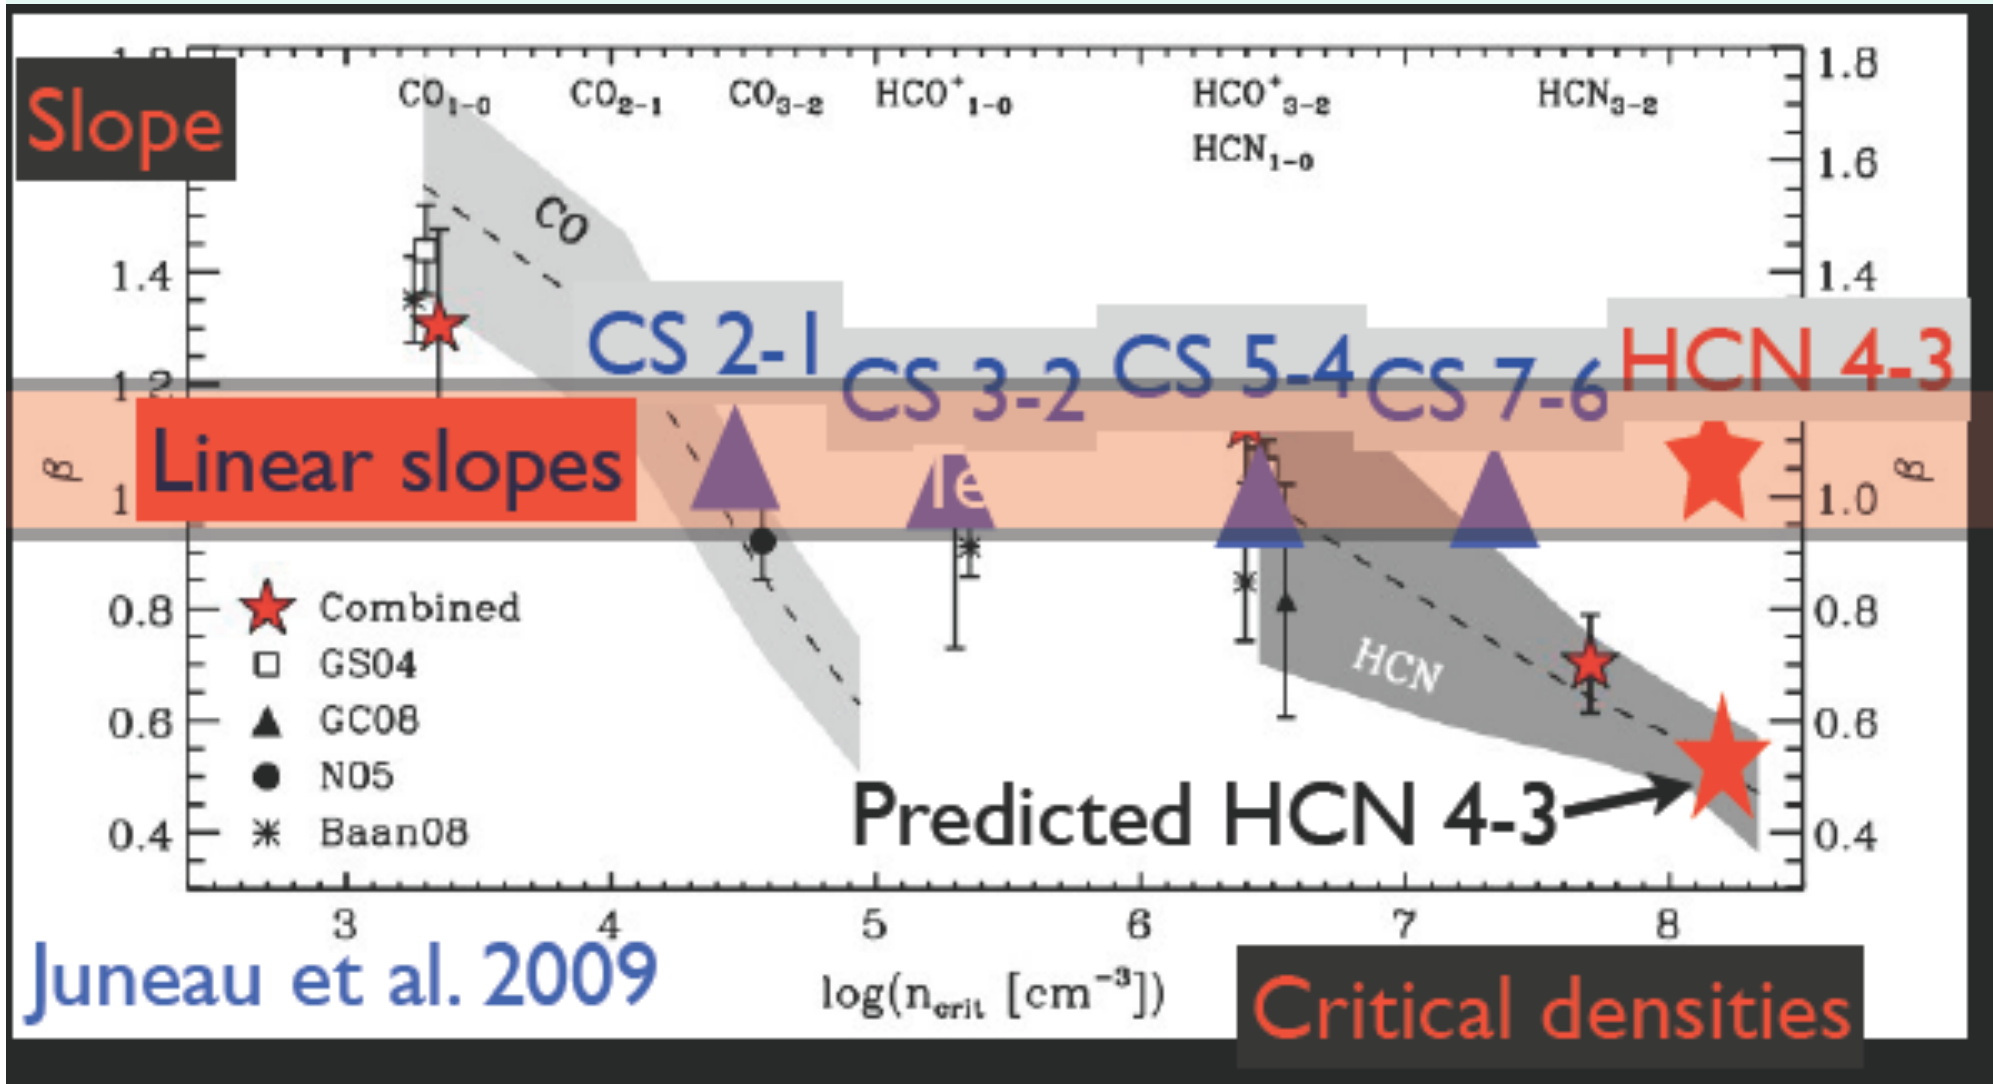 1.8
Slope
CO₁₋₀ CO₂₋₁ CO₃₋₂ HCO⁺₁₋₀ HCO⁺₃₋₂ HCN₃₋₂
HCN₁₋₀
1.6
CO
1.4 1.4
CS 2-1 CS 3-2 CS 5-4 CS 7-6 HCN 4-3
1.2
Linear slopes
β β
1 1.0
le
0.8 0.8
Combined
HCN
GS04
0.6 0.6
GC08
N05
Predicted HCN 4-3
0.4 0.4
Baan08
3 4 5 6 7 8
Juneau et al. 2009
log(n_crit [cm⁻³])
Critical densities